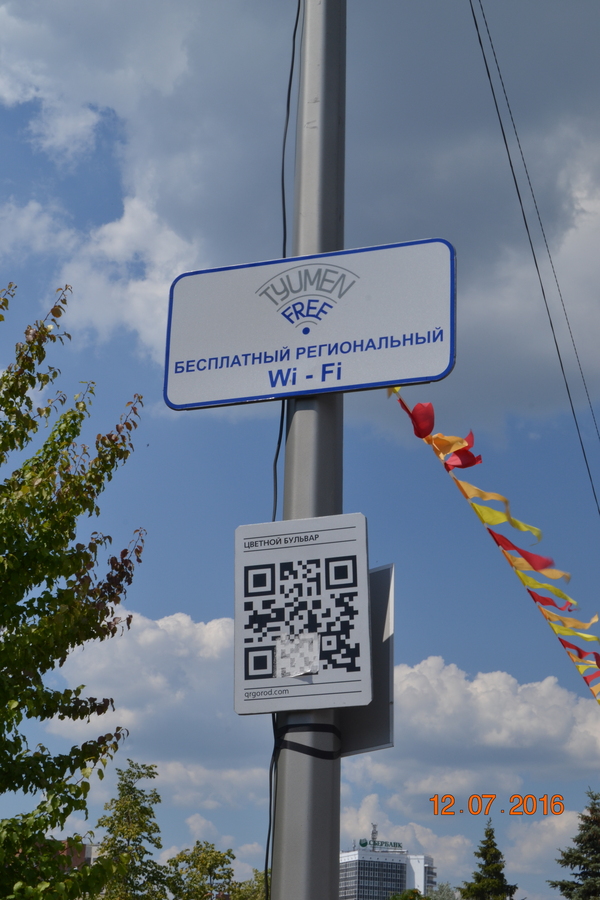 TYUMEN
FREE
БЕСПЛАТНЫЙ РЕГИОНАЛЬНЫЙ
Wi - Fi
ЦВЕТНОЙ БУЛЬВАР
qrgorod.com
СБЕРБАНК
12.07.2016